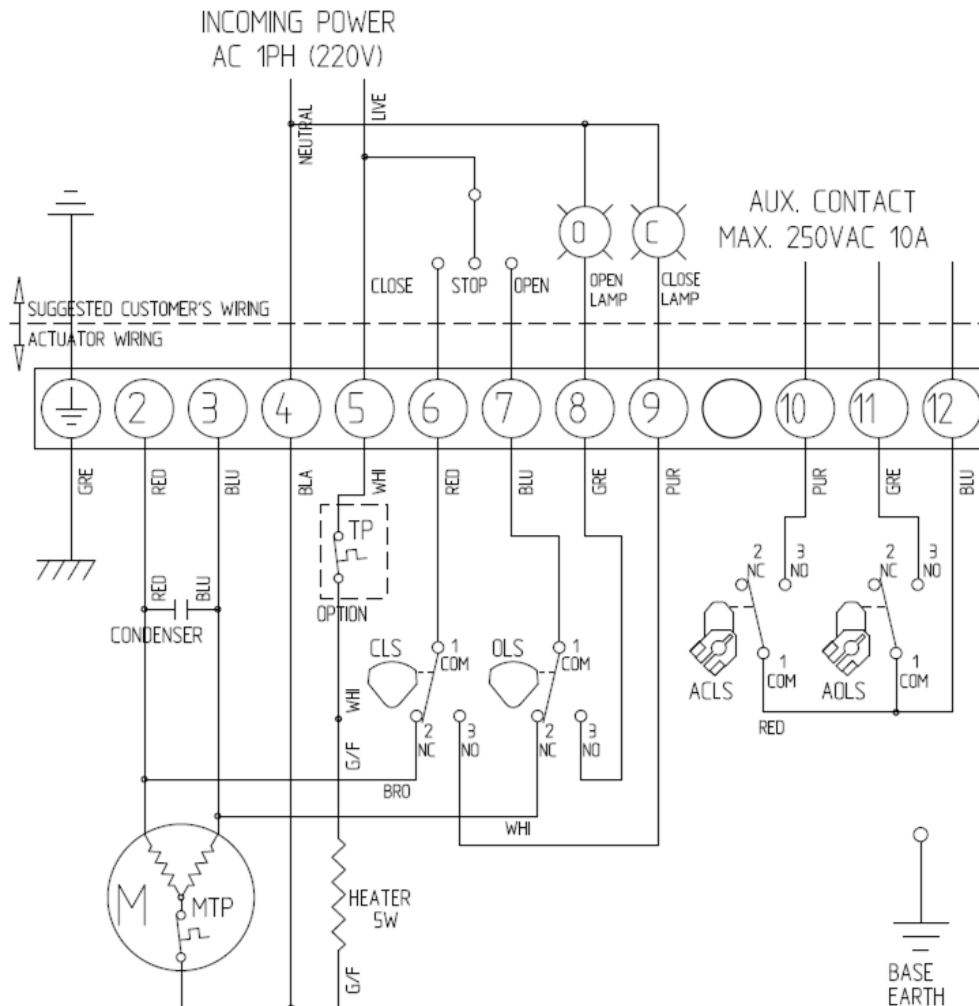 INCOMING POWER
AC 1PH (220V)
NEUTRAL
LIVE
O
C
AUX. CONTACT
MAX. 250VAC 10A
CLOSE
STOP
OPEN
OPEN
LAMP
CLOSE
LAMP
SUGGESTED CUSTOMER'S WIRING
ACTUATOR WIRING
2
3
4
5
6
7
8
9
10
11
12
GRE
RED
BLU
BLA
WHI
RED
BLU
GRE
PUR
PUR
GRE
BLU
TP
OPTION
RED
BLU
CONDENSER
CLS
1
COM
2
NC
3
NO
OLS
1
COM
2
NC
3
NO
2
NC
3
NO
ACLS
1
COM
2
NC
3
NO
AOLS
1
COM
RED
WHI
G/F
BRO
WHI
M
MTP
HEATER
5W
G/F
BASE
EARTH